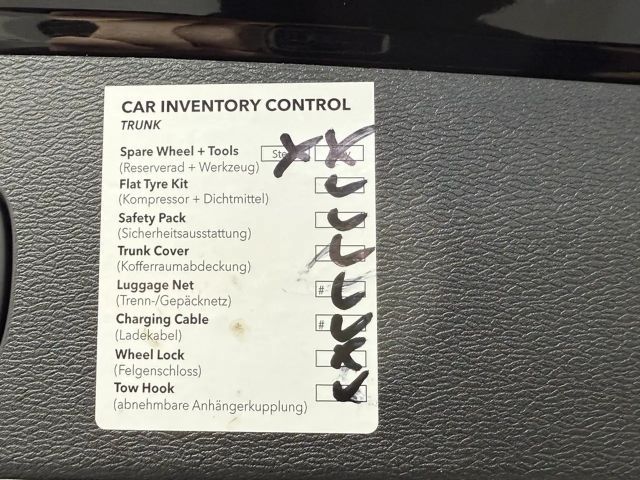 CAR INVENTORY CONTROL
TRUNK
Spare Wheel + Tools
(Reserverad + Werkzeug)
Flat Tyre Kit
(Kompressor + Dichtmittel)
Safety Pack
(Sicherheitsausstattung)
Trunk Cover
(Kofferraumabdeckung)
Luggage Net #
(Trenn-/Gepäcknetz)
Charging Cable #
(Ladekabel)
Wheel Lock
(Felgenschloss)
Tow Hook
(abnehmbare Anhängerkupplung)